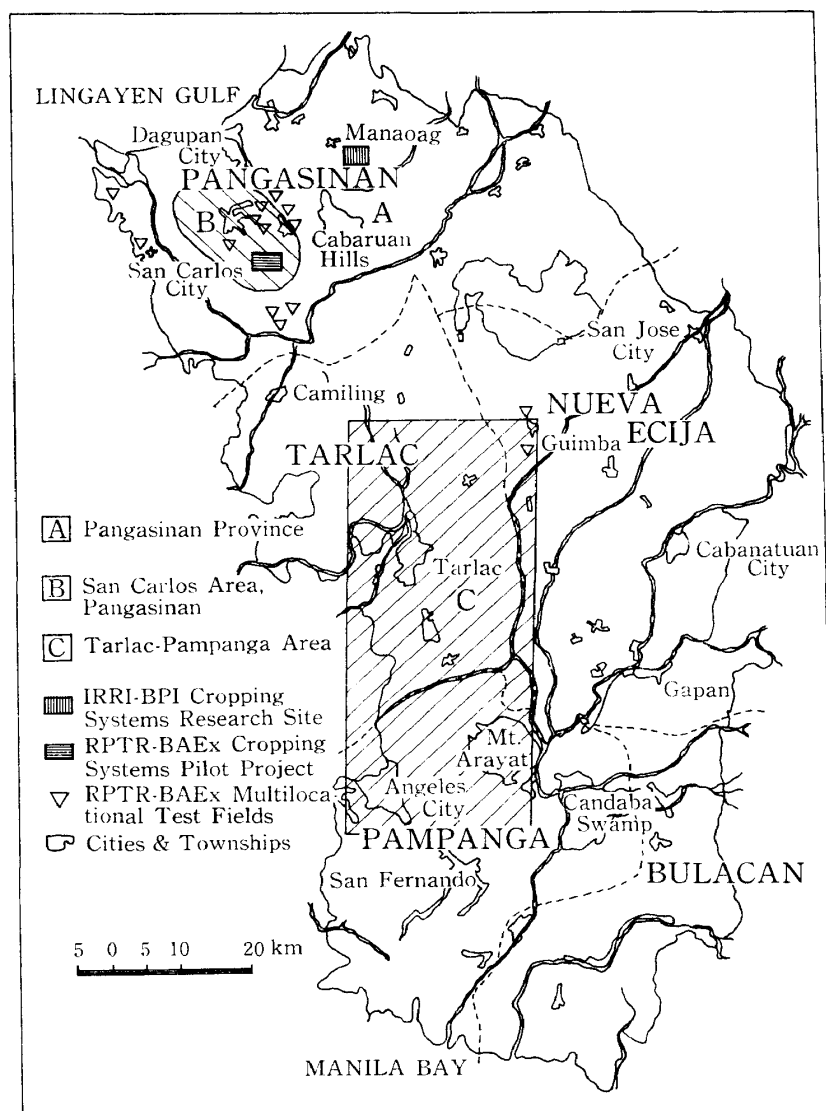 LINGAYEN GULF
Dagupan
City
Manaoag
PANGASINAN
B
A
Cabaruan
Hills
San Carlos
City
San Jose
City
Camiling
NUEVA
ECIJA
Guimba
TARLAC
A Pangasinan Province
B San Carlos Area,
Pangasinan
C Tarlac-Pampanga Area
Tarlac
C
Cabanatuan
City
Gapan
IRRI-BPI Cropping
Systems Research Site
RPTR-BAEx Cropping
Systems Pilot Project
RPTR-BAEx Multiloca-
tional Test Fields
Cities & Townships
Mt.
Arayat
Angeles
City
Candaba
Swamp
PAMPANGA
San Fernando
BULACAN
5 0 5 10 20 km
MANILA BAY